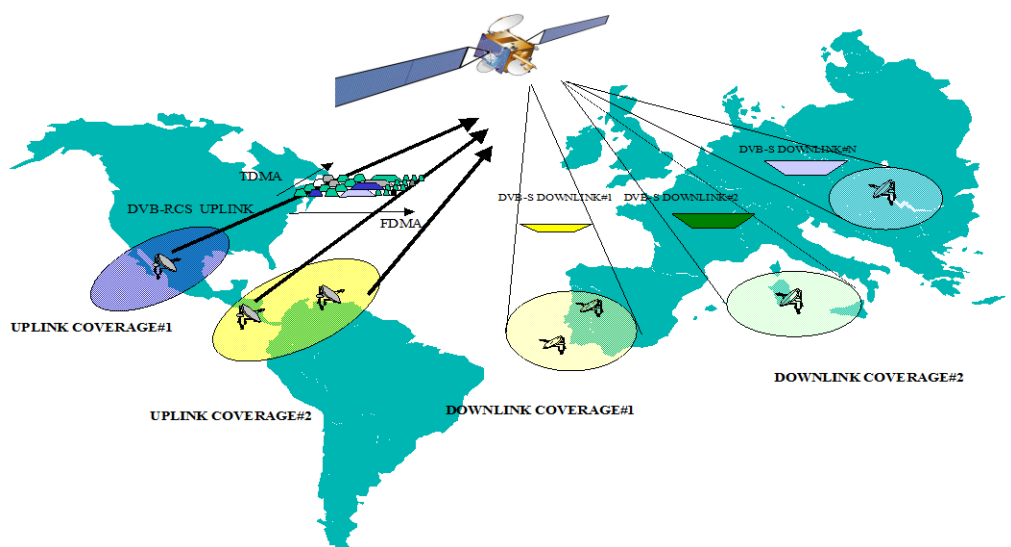 DVB-S DOWNLINK#N
TDMA
DVB-S DOWNLINK#1
DVB-S DOWNLINK#2
DVB-RCS UPLINK
FDMA
UPLINK COVERAGE#1
DOWNLINK COVERAGE#2
UPLINK COVERAGE#2
DOWNLINK COVERAGE#1